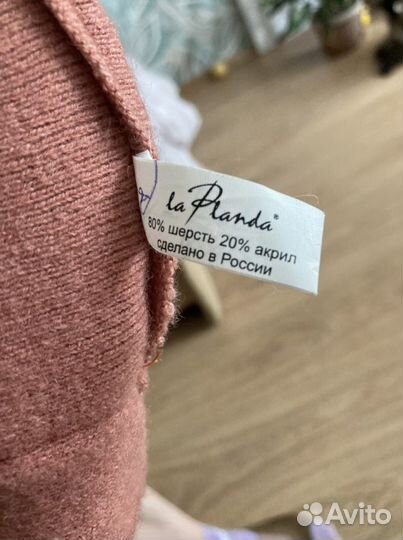 la Planda®
80% шерсть 20% акрил
сделано в России
Avito